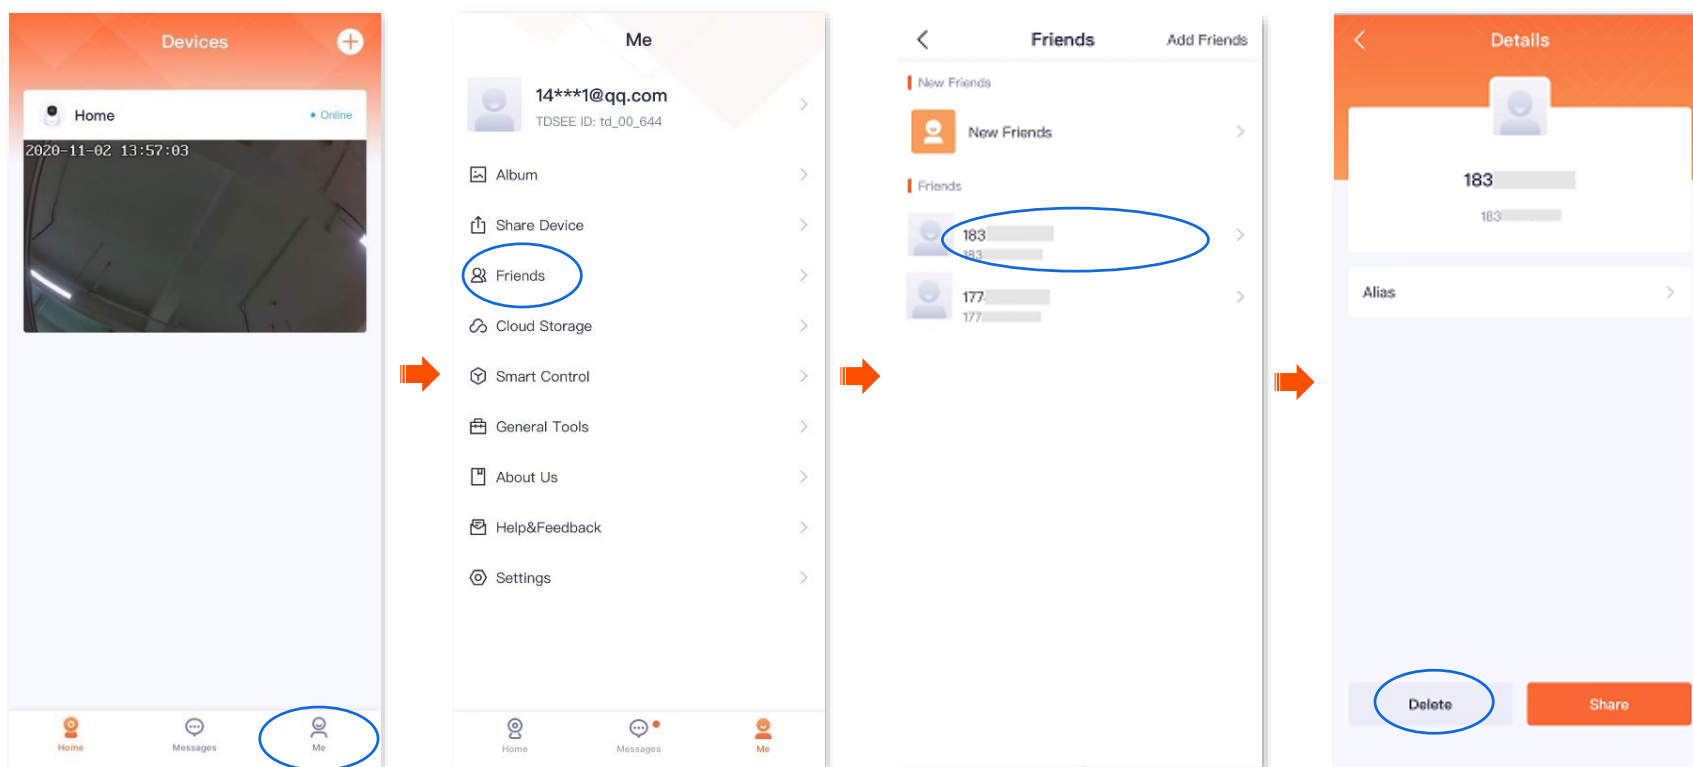 Devices
Home
Online
2020-11-02 13:57:03
Home
Messages
Me
Me
14***1@qq.com
TDSEE ID: td_00_644
Album
Share Device
Friends
Cloud Storage
Smart Control
General Tools
About Us
Help&Feedback
Settings
Home
Messages
Me
Friends
Add Friends
New Friends
New Friends
Friends
183
183
177
177
Details
183
183
Alias
Delete
Share